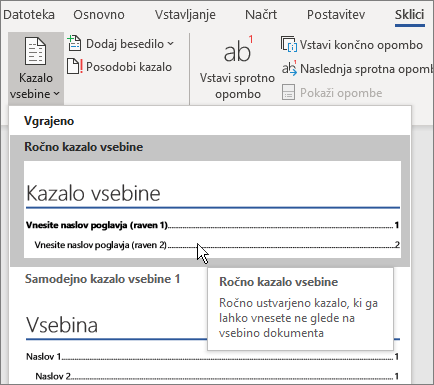 Datoteka Osnovno Vstavljanje Načrt Postavitev Sklici
Kazalo vsebine
Dodaj besedilo
Posodobi kazalo
ab1
Vstavi sprotno opombo
Vstavi končno opombo
Naslednja sprotna opomb
Pokaži opombe
Vgrajeno
Ročno kazalo vsebine
Kazalo vsebine
Vnesite naslov poglavja (raven 1)....................1
Vnesite naslov poglavja (raven 2)....................2
Samodejno kazalo vsebine 1
Ročno kazalo vsebine
Ročno ustvarjeno kazalo, ki ga
lahko vnesete ne glede na
vsebino dokumenta
Vsebina
Naslov 1....................1
Naslov 2....................2